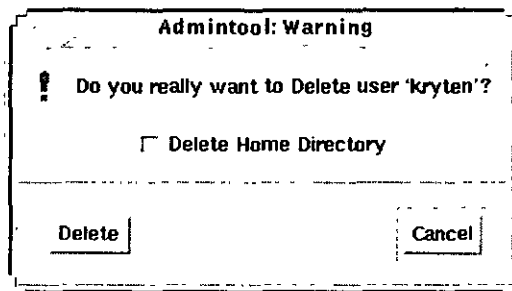 Admintool: Warning
Do you really want to Delete user 'kryten'?
Delete Home Directory
Delete
Cancel